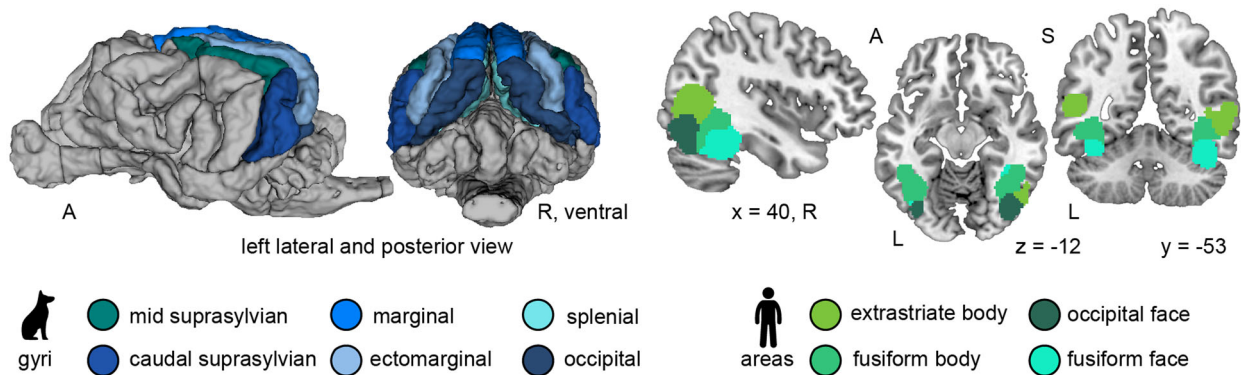 A
R, ventral
left lateral and posterior view
A
S
x = 40, R
L
L
z = -12
y = -53
gyri
mid suprasylvian
marginal
splenial
caudal suprasylvian
ectomarginal
occipital
areas
extrastriate body
occipital face
fusiform body
fusiform face